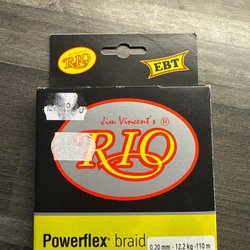 RIO
EBT
Jim Vincent's ®
RIO
Powerflex® braid
0.20 mm - 12,2 kg - 110 m